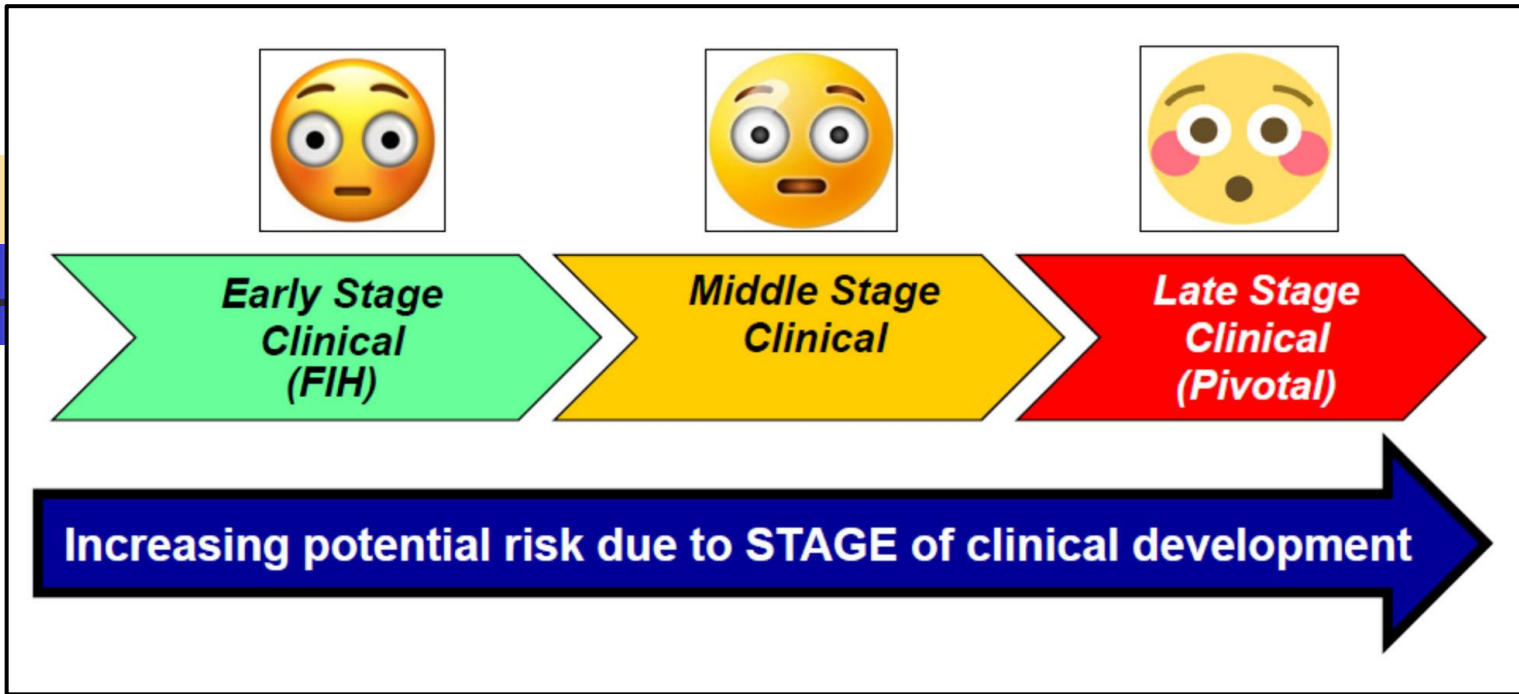 Early Stage
Clinical
(FIH)
Middle Stage
Clinical
Late Stage
Clinical
(Pivotal)
Increasing potential risk due to STAGE of clinical development